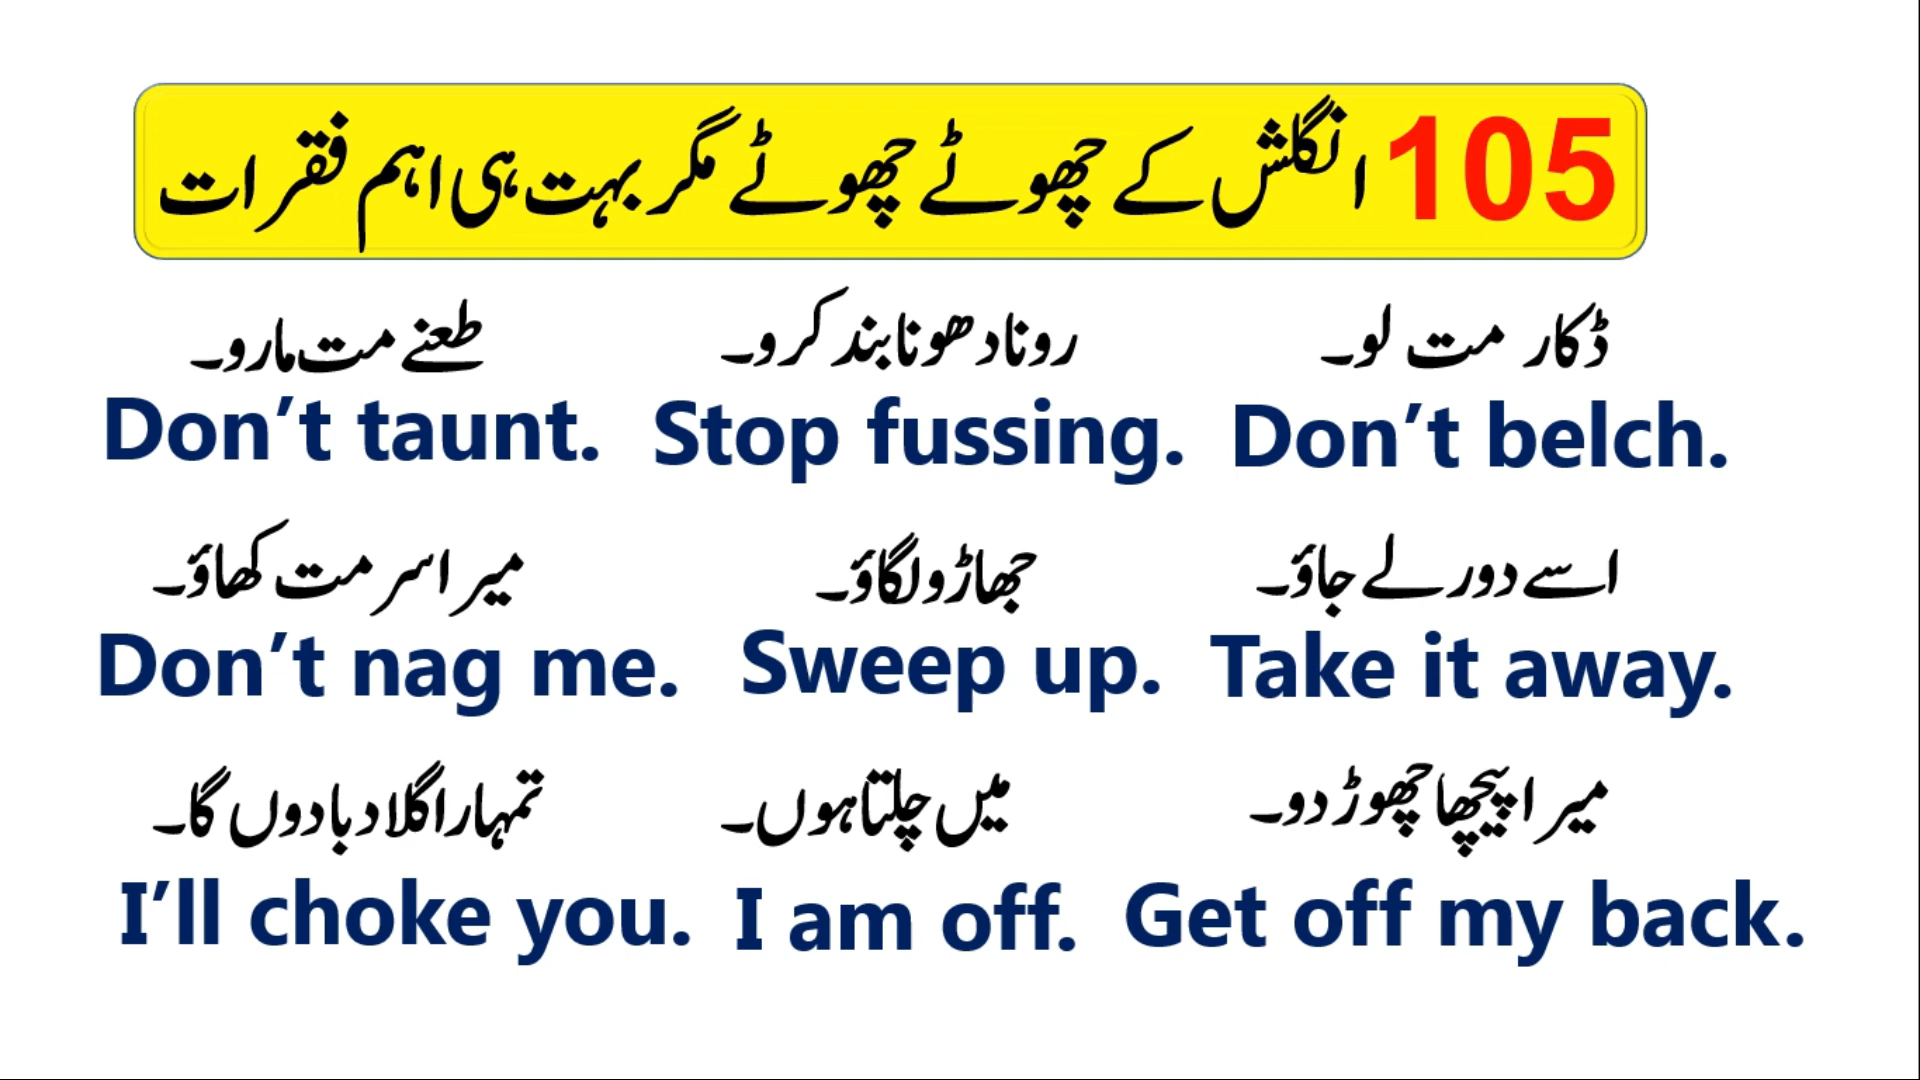 105 انگلش کے چھوٹے چھوٹے مگر بہت ہی اہم فقرات
ڈکار مت لو۔ رونا دھونا بند کرو۔ طعنے مت مارو۔
Don’t taunt. Stop fussing. Don’t belch.
اسے دور لے جاؤ۔ جھاڑو لگاؤ۔ میرا سر مت کھاؤ۔
Don’t nag me. Sweep up. Take it away.
میرا پیچھا چھوڑ دو۔ میں چلتا ہوں۔ تمہارا گلا دبا دوں گا۔
I’ll choke you. I am off. Get off my back.